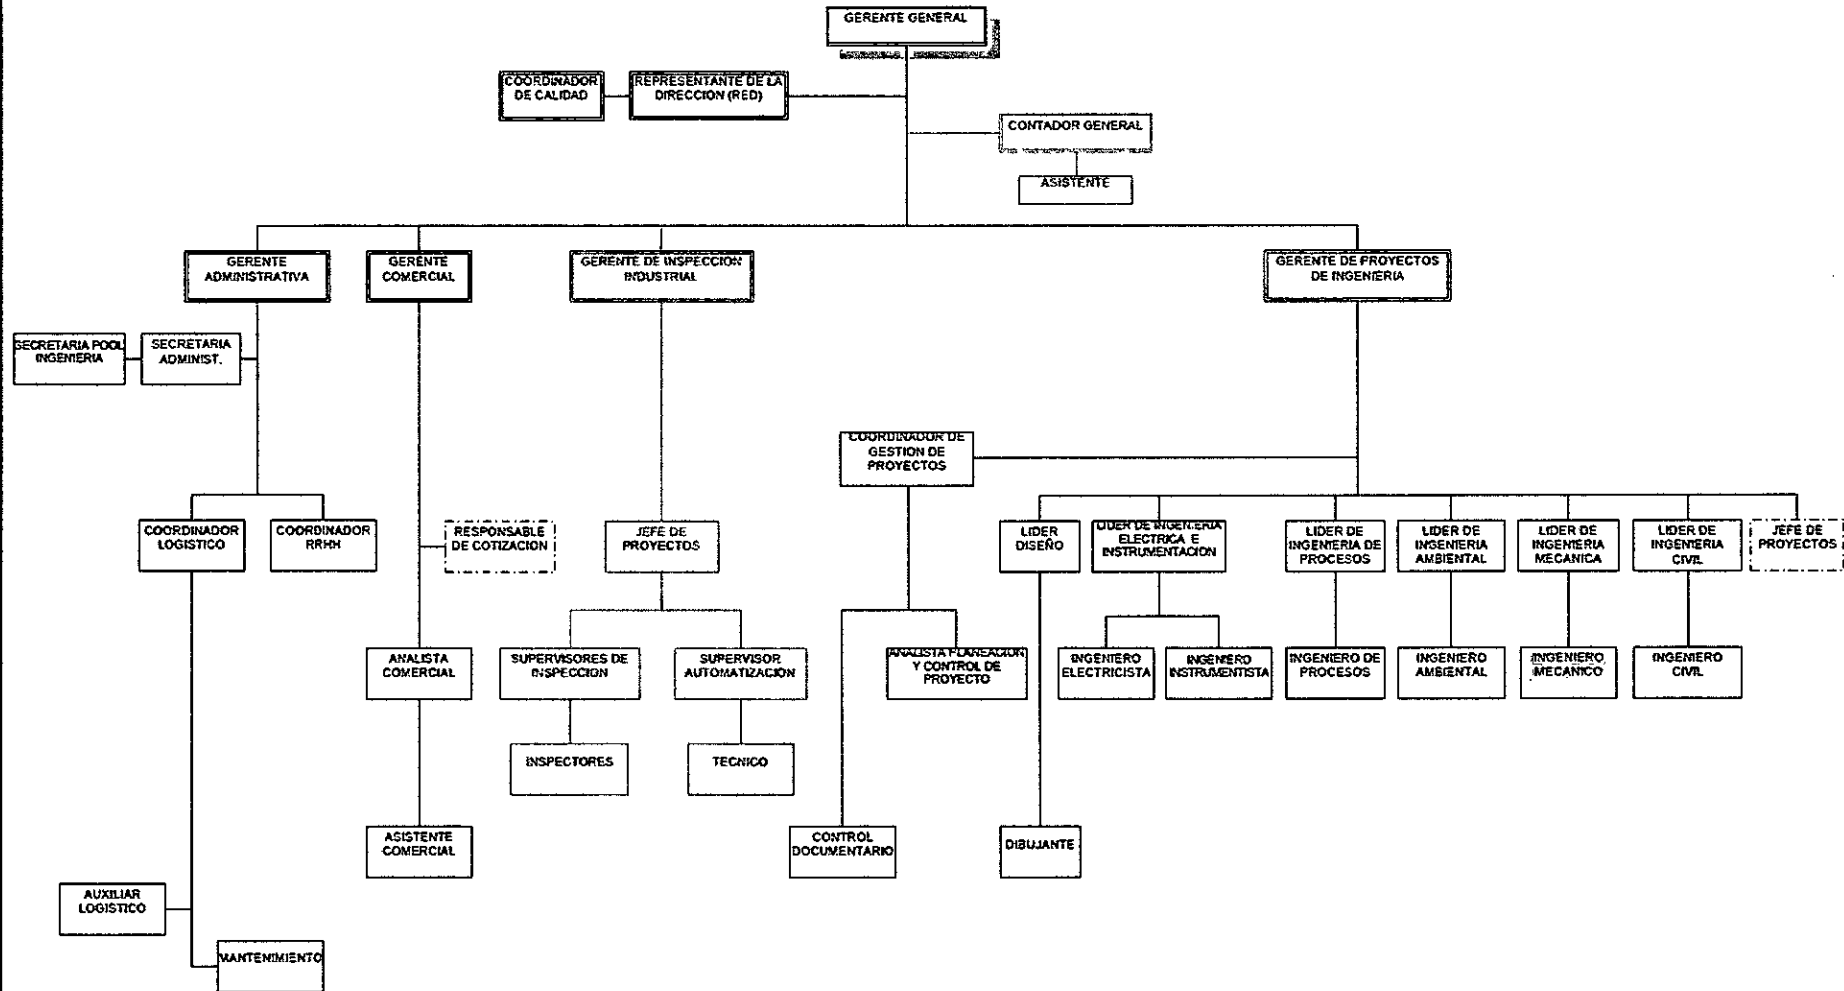 GERENTE GENERAL
COORDINADOR
DE CALIDAD
REPRESENTANTE DE LA
DIRECCION (RED)
CONTADOR GENERAL
ASISTENTE
GERENTE
ADMINISTRATIVA
GERENTE
COMERCIAL
GERENTE DE INSPECCION
INDUSTRIAL
GERENTE DE PROYECTOS
DE INGENIERIA
SECRETARIA POOL
INGENIERIA
SECRETARIA
ADMINIST.
COORDINADOR DE
GESTION DE
PROYECTOS
COORDINADOR
LOGISTICO
COORDINADOR
RRHH
RESPONSABLE
DE COTIZACION
JEFE DE
PROYECTOS
LIDER
DISEÑO
LIDER DE INGENIERIA
ELECTRICA E
INSTRUMENTACION
LIDER DE
INGENIERIA DE
PROCESOS
LIDER DE
INGENIERIA
AMBIENTAL
LIDER DE
INGENIERIA
MECANICA
LIDER DE
INGENIERIA
CIVIL
JEFE DE
PROYECTOS
ANALISTA
COMERCIAL
SUPERVISORES DE
INSPECCION
SUPERVISOR
AUTOMATIZACION
ANALISTA PLANEACION
Y CONTROL DE
PROYECTO
INGENIERO
ELECTRICISTA
INGENIERO
INSTRUMENTISTA
INGENIERO DE
PROCESOS
INGENIERO
AMBIENTAL
INGENIERO
MECANICO
INGENIERO
CIVIL
INSPECTORES
TECNICO
ASISTENTE
COMERCIAL
CONTROL
DOCUMENTARIO
DIBUJANTE
AUXILIAR
LOGISTICO
MANTENIMIENTO